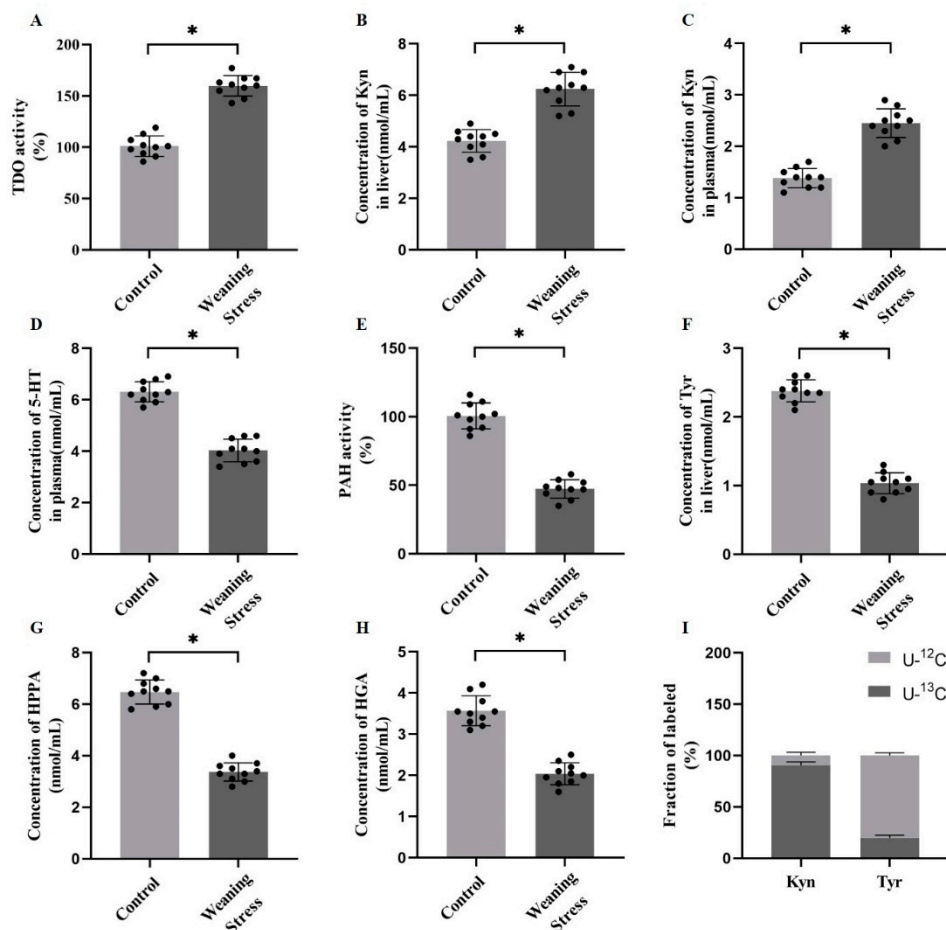 A
TDO activity
(%)
200
150
100
50
0
*
Control
Weaning
Stress
B
Concentration of Kyn
in liver(nmol/mL)
8
6
4
2
0
*
Control
Weaning
Stress
C
Concentration of Kyn
in plasma(nmol/mL)
4
3
2
1
0
*
Control
Weaning
Stress
D
Concentration of 5-HT
in plasma(nmol/mL)
8
6
4
2
0
*
Control
Weaning
Stress
E
PAH activity
(%)
150
100
50
0
*
Control
Weaning
Stress
F
Concentration of Tyr
in liver(nmol/mL)
3
2
1
0
*
Control
Weaning
Stress
G
Concentration of HPPA
(nmol/mL)
8
6
4
2
0
*
Control
Weaning
Stress
H
Concentration of HGA
(nmol/mL)
5
4
3
2
1
0
*
Control
Weaning
Stress
I
Fraction of labeled
(%)
200
150
100
50
0
U-¹²C
U-¹³C
Kyn
Tyr